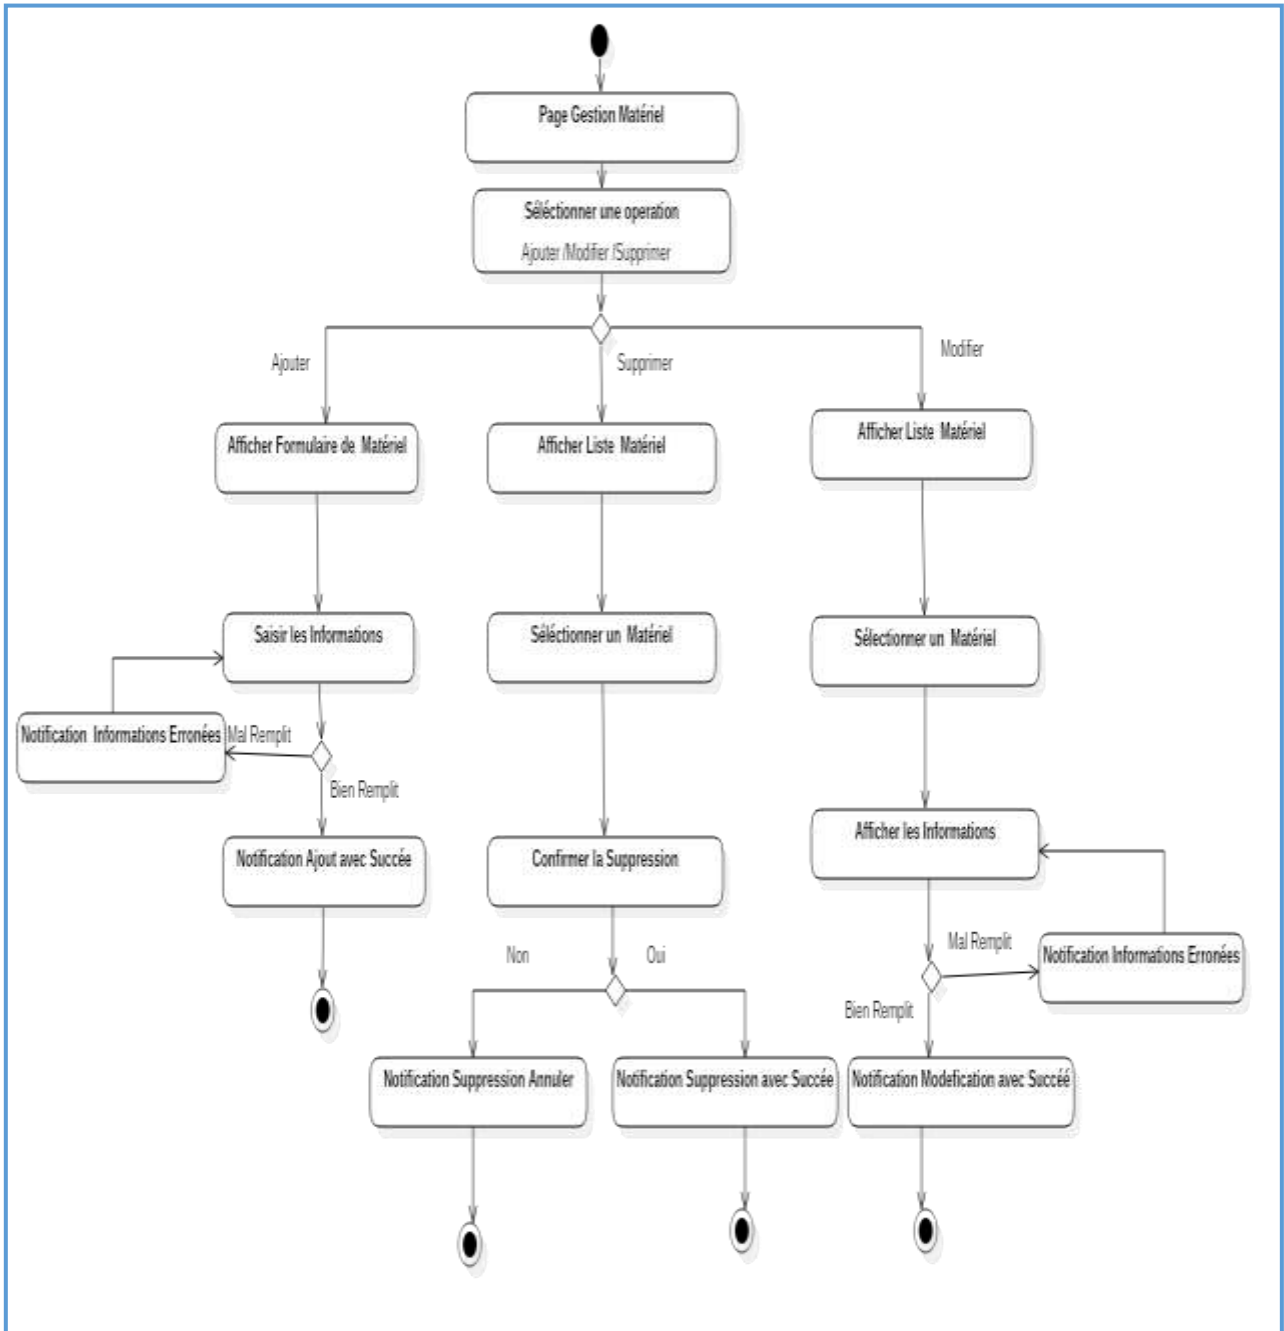 Page Gestion Matériel
Séléctionner une operation
Ajouter /Modifier /Supprimer
Ajouter
Supprimer
Modifier
Afficher Formulaire de Matériel
Afficher Liste Matériel
Afficher Liste Matériel
Saisir les Informations
Séléctionner un Matériel
Sélectionner un Matériel
Notification Informations Erronées
Mal Remplit
Bien Remplit
Notification Ajout avec Succée
Confirmer la Suppression
Afficher les Informations
Non
Oui
Mal Remplit
Notification Informations Erronées
Bien Remplit
Notification Suppression Annuler
Notification Suppression avec Succée
Notification Modefication avec Succéé